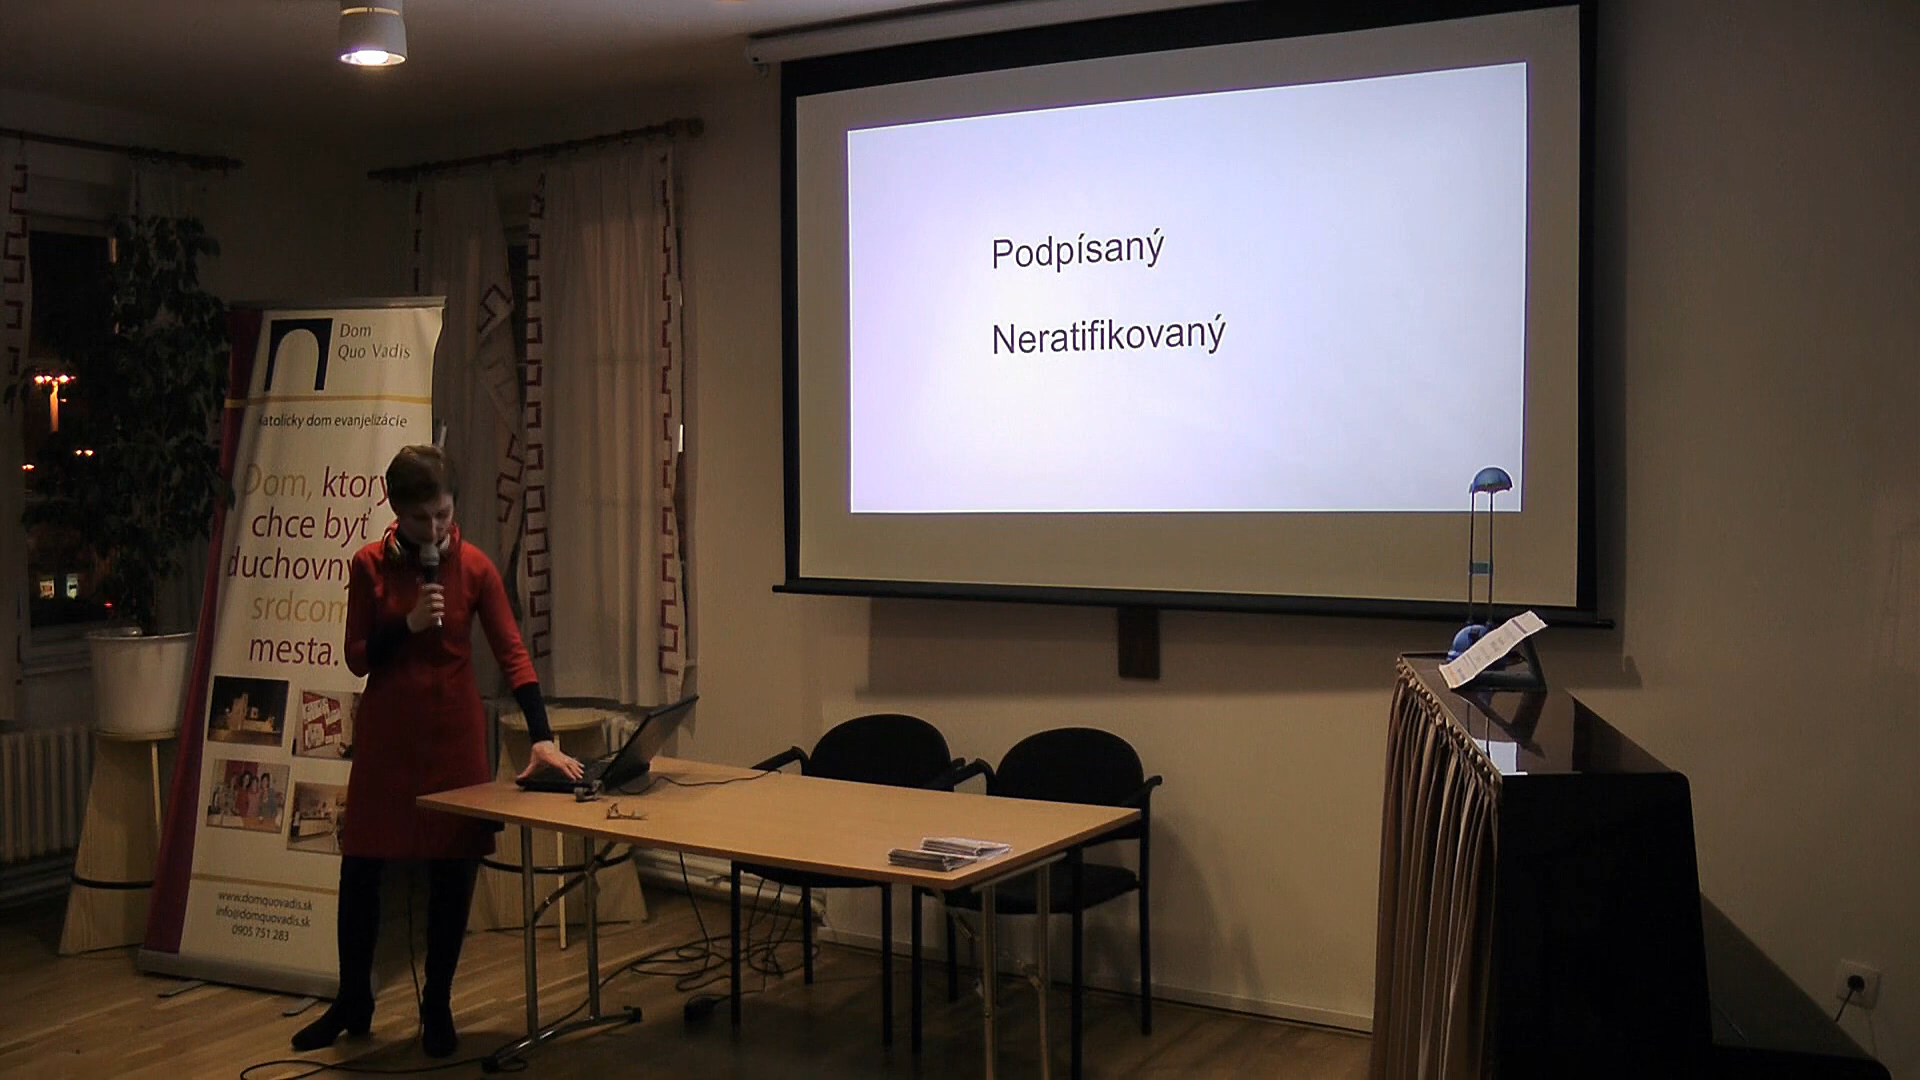 Podpísaný
Neratifikovaný
Dom
Quo Vadis
katolícky dom evanjelizácie
Dom, ktorý
chce byť
duchovny
srdcom
mesta.
www.domquovadis.sk
info@domquovadis.sk
0905 751 283